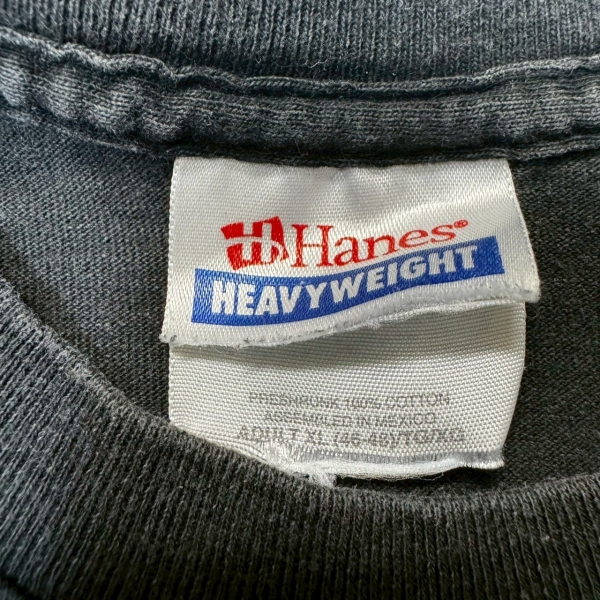 H Hanes®
HEAVYWEIGHT
PRESHRUNK 100% COTTON
ASSEMBLED IN MEXICO
ADULT XL (46-48)/TG/XG